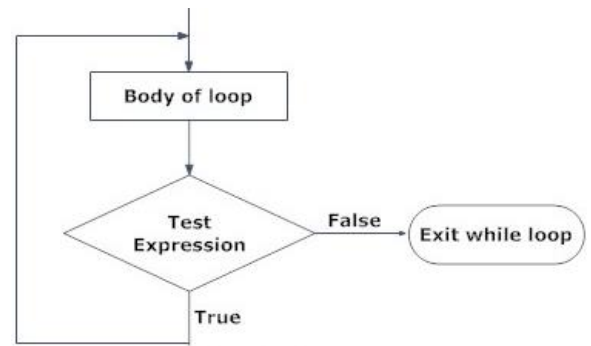 Body of loop
Test
Expression
False
Exit while loop
True